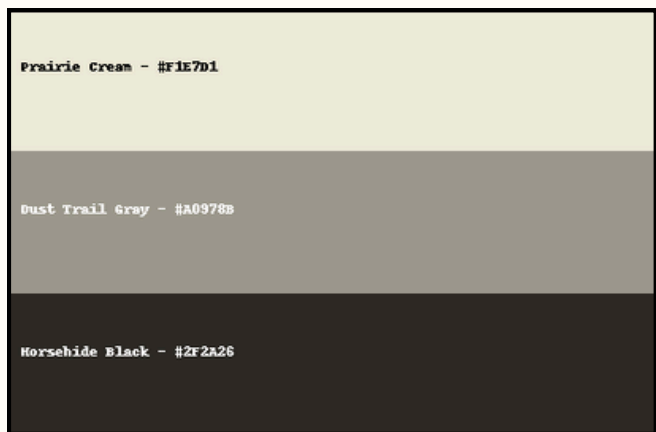 Prairie Cream - #F1E7D1
Dust Trail Gray - #A0978B
Horsehide Black - #2F2A26